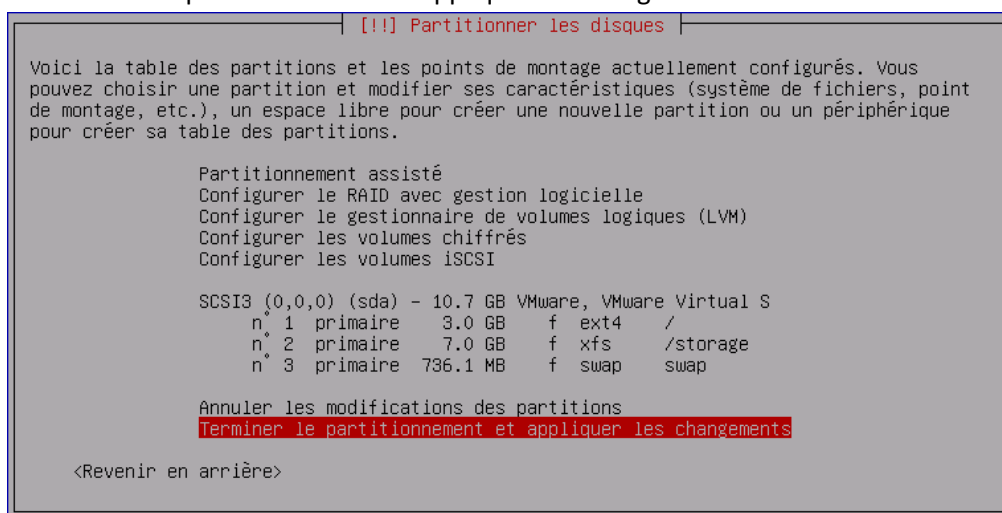 [!!] Partitionner les disques
Voici la table des partitions et les points de montage actuellement configurés. Vous
pouvez choisir une partition et modifier ses caractéristiques (système de fichiers, point
de montage, etc.), un espace libre pour créer une nouvelle partition ou un périphérique
pour créer sa table des partitions.
Partitionnement assisté
Configurer le RAID avec gestion logicielle
Configurer le gestionnaire de volumes logiques (LVM)
Configurer les volumes chiffrés
Configurer les volumes iSCSI
SCSI3 (0,0,0) (sda) - 10.7 GB VMware, VMware Virtual S
n° 1 primaire 3.0 GB f ext4 /
n° 2 primaire 7.0 GB f xfs /storage
n° 3 primaire 736.1 MB f swap swap
Annuler les modifications des partitions
Terminer le partitionnement et appliquer les changements
<Revenir en arrière>